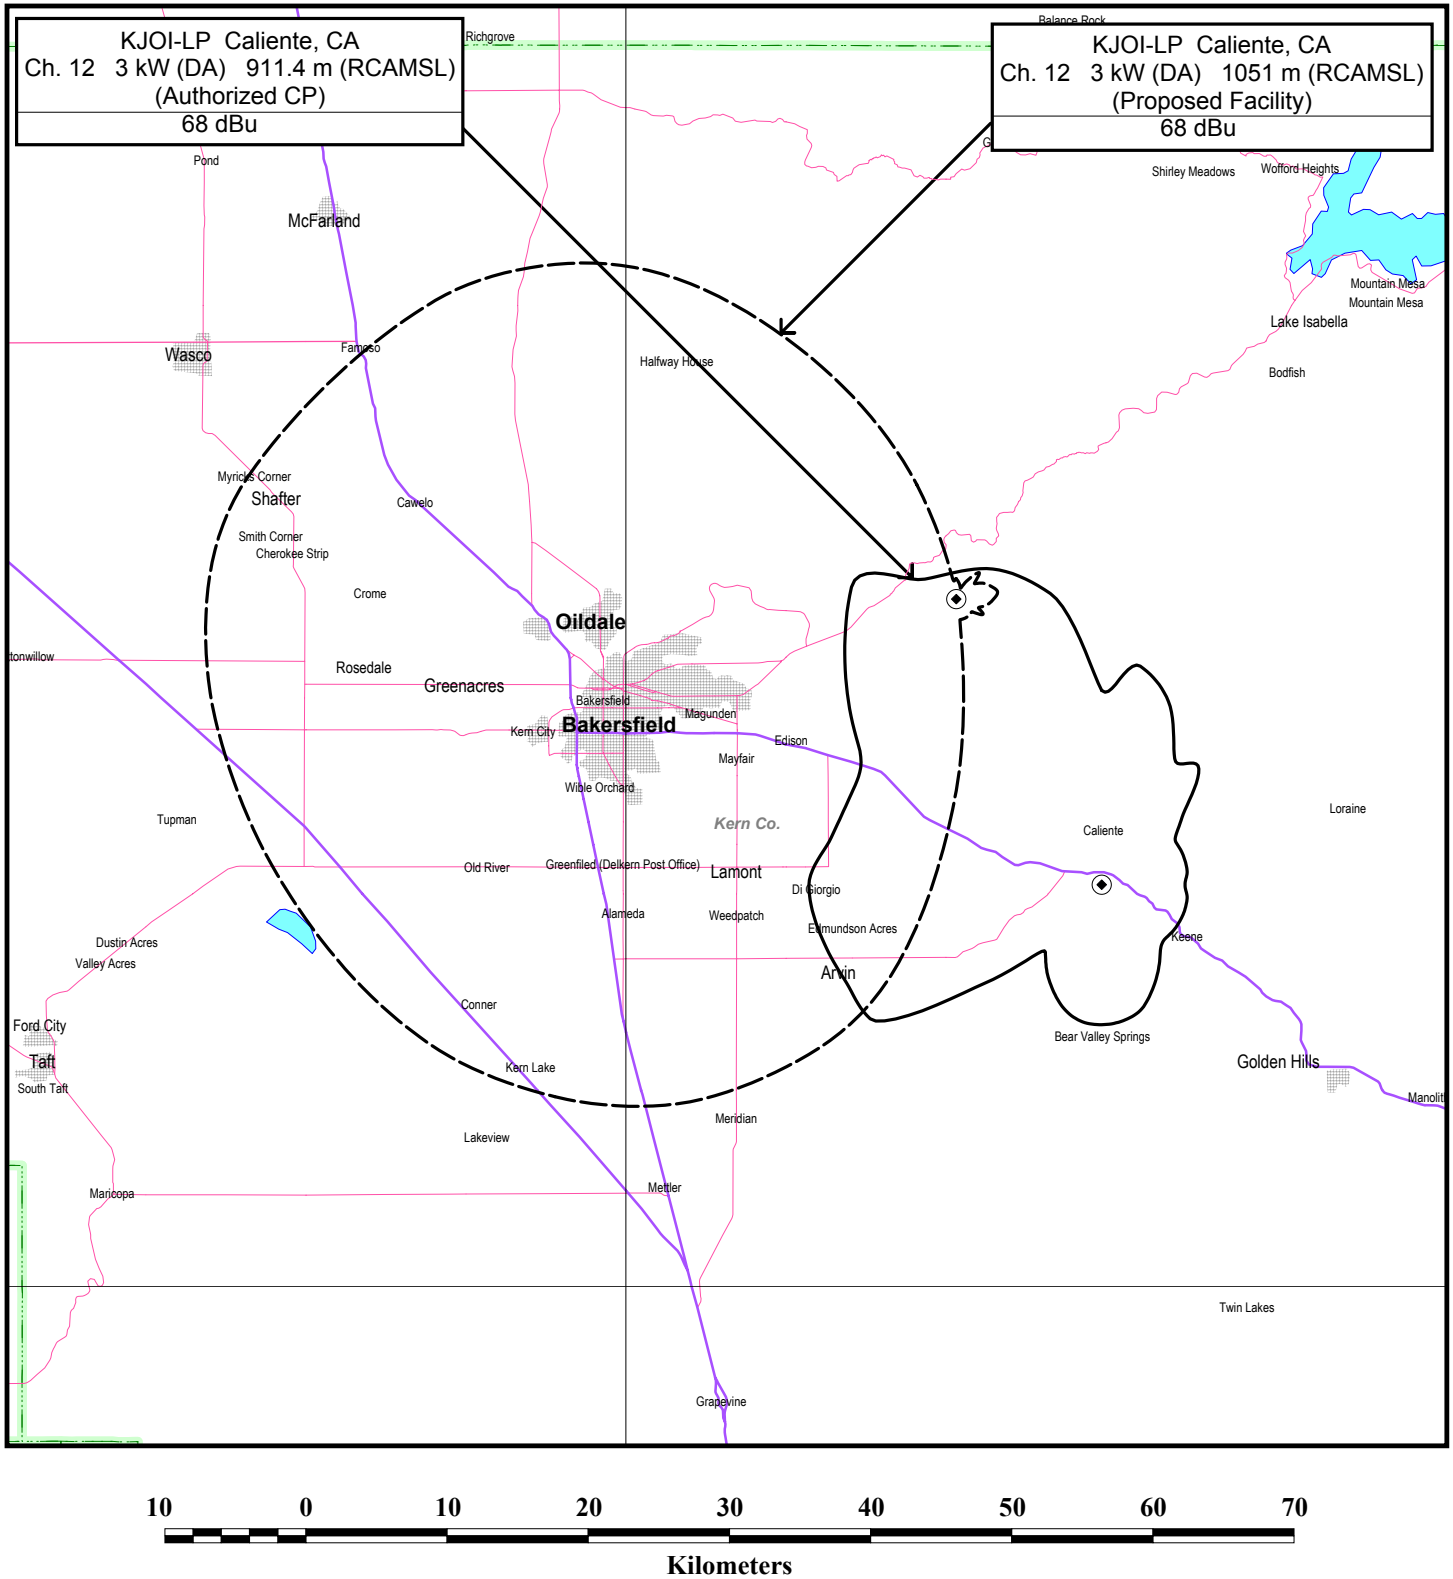 KJOI-LP Caliente, CA
Ch. 12 3 kW (DA) 911.4 m (RCAMSL)
(Authorized CP)
68 dBu
Richgrove
Balance Rock
KJOI-LP Caliente, CA
Ch. 12 3 kW (DA) 1051 m (RCAMSL)
(Proposed Facility)
68 dBu
Pond
G
Shirley Meadows
Wofford Heights
McFarland
Mountain Mesa
Mountain Mesa
Lake Isabella
Wasco
Famoso
Halfway House
Bodfish
Myricks Corner
Shafter
Cawelo
Smith Corner
Cherokee Strip
Crome
Oildale
tonwillow
Rosedale
Greenacres
Bakersfield
Magunden
Kern City
Bakersfield
Edison
Mayfair
Wible Orchard
Tupman
Kern Co.
Caliente
Loraine
Old River
Greenfiled (Delkern Post Office)
Lamont
Di Giorgio
Alameda
Weedpatch
Edmundson Acres
Keene
Dustin Acres
Valley Acres
Arvin
Conner
Ford City
Bear Valley Springs
Taft
Kern Lake
Golden Hills
South Taft
Manolit
Meridian
Lakeview
Maricopa
Mettler
Twin Lakes
Grapevine
10 0 10 20 30 40 50 60 70
Kilometers